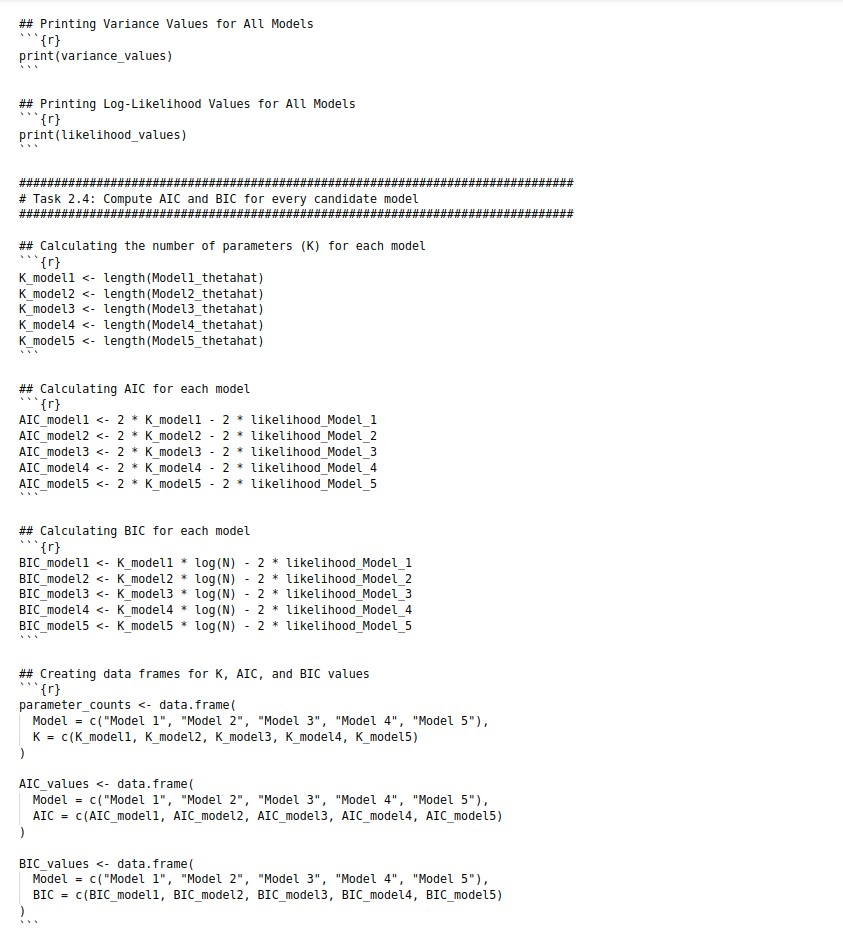 ## Printing Variance Values for All Models
```{r}
print(variance_values)
```
## Printing Log-Likelihood Values for All Models
```{r}
print(likelihood_values)
```
###############################################################################
# Task 2.4: Compute AIC and BIC for every candidate model
###############################################################################
## Calculating the number of parameters (K) for each model
```{r}
K_model1 <- length(Model1_thetahat)
K_model2 <- length(Model2_thetahat)
K_model3 <- length(Model3_thetahat)
K_model4 <- length(Model4_thetahat)
K_model5 <- length(Model5_thetahat)
```
## Calculating AIC for each model
```{r}
AIC_model1 <- 2 * K_model1 - 2 * likelihood_Model_1
AIC_model2 <- 2 * K_model2 - 2 * likelihood_Model_2
AIC_model3 <- 2 * K_model3 - 2 * likelihood_Model_3
AIC_model4 <- 2 * K_model4 - 2 * likelihood_Model_4
AIC_model5 <- 2 * K_model5 - 2 * likelihood_Model_5
```
## Calculating BIC for each model
```{r}
BIC_model1 <- K_model1 * log(N) - 2 * likelihood_Model_1
BIC_model2 <- K_model2 * log(N) - 2 * likelihood_Model_2
BIC_model3 <- K_model3 * log(N) - 2 * likelihood_Model_3
BIC_model4 <- K_model4 * log(N) - 2 * likelihood_Model_4
BIC_model5 <- K_model5 * log(N) - 2 * likelihood_Model_5
```
## Creating data frames for K, AIC, and BIC values
```{r}
parameter_counts <- data.frame(
  Model = c("Model 1", "Model 2", "Model 3", "Model 4", "Model 5"),
  K = c(K_model1, K_model2, K_model3, K_model4, K_model5)
)
AIC_values <- data.frame(
  Model = c("Model 1", "Model 2", "Model 3", "Model 4", "Model 5"),
  AIC = c(AIC_model1, AIC_model2, AIC_model3, AIC_model4, AIC_model5)
)
BIC_values <- data.frame(
  Model = c("Model 1", "Model 2", "Model 3", "Model 4", "Model 5"),
  BIC = c(BIC_model1, BIC_model2, BIC_model3, BIC_model4, BIC_model5)
)
```